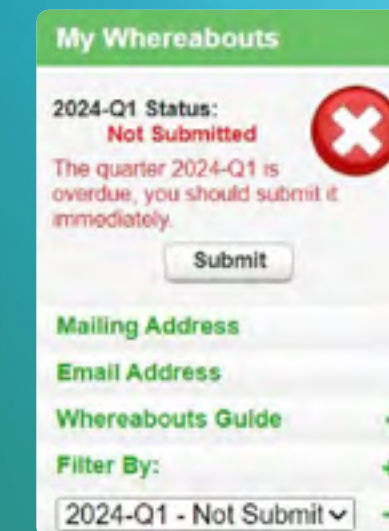 My Whereabouts
2024-Q1 Status:
Not Submitted
The quarter 2024-Q1 is
overdue, you should submit it
immediately.
Submit
Mailing Address
Email Address
Whereabouts Guide
Filter By:
2024-Q1 - Not Submit